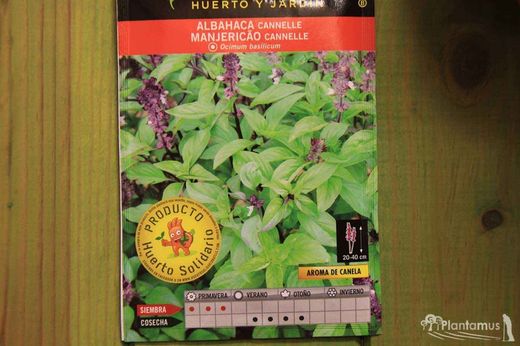 HUERTO Y JARDÍN
ALBAHACA CANNELLE
MANJERICÃO CANNELLE
Ocimum basilicum
PRODUCTO
Huerto Solidario
20-40 cm
AROMA DE CANELA
PRIMAVERA VERANO OTOÑO INVIERNO
SIEMBRA
COSECHA
Plantamus